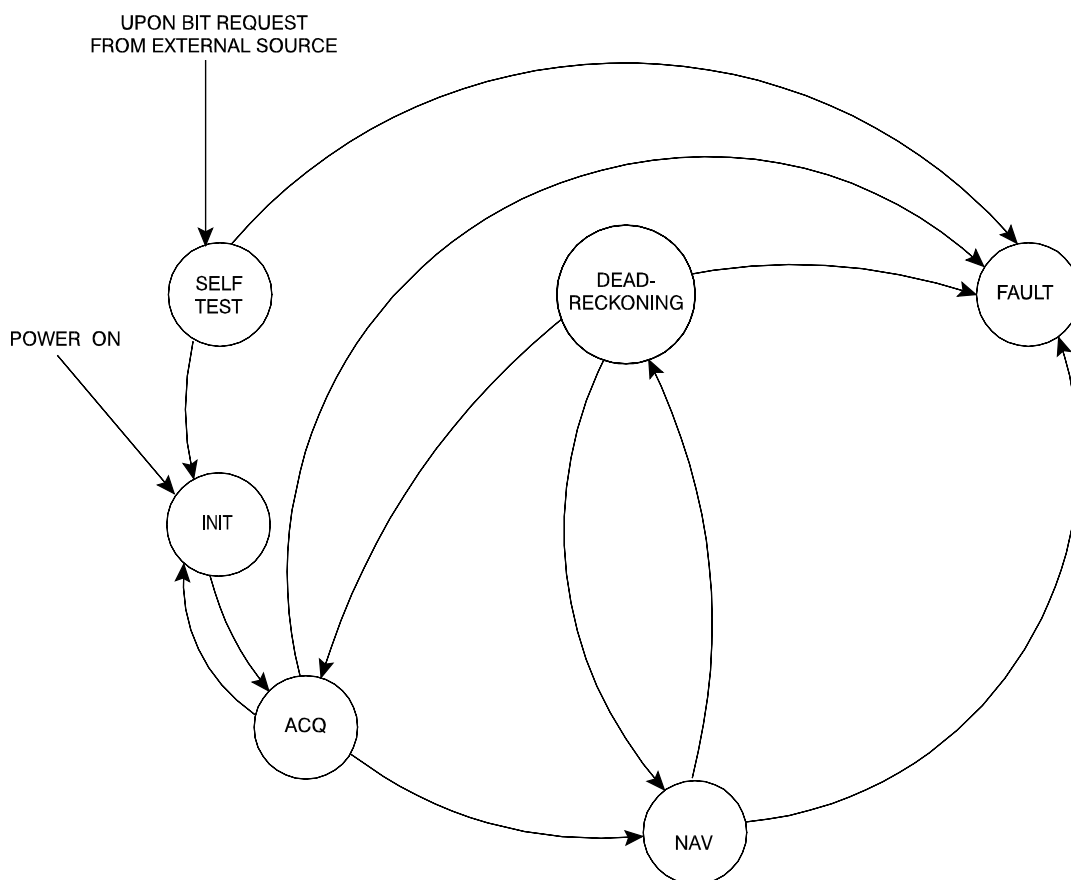 UPON BIT REQUEST
FROM EXTERNAL SOURCE
SELF
TEST
DEAD-
RECKONING
FAULT
POWER ON
INIT
ACQ
NAV